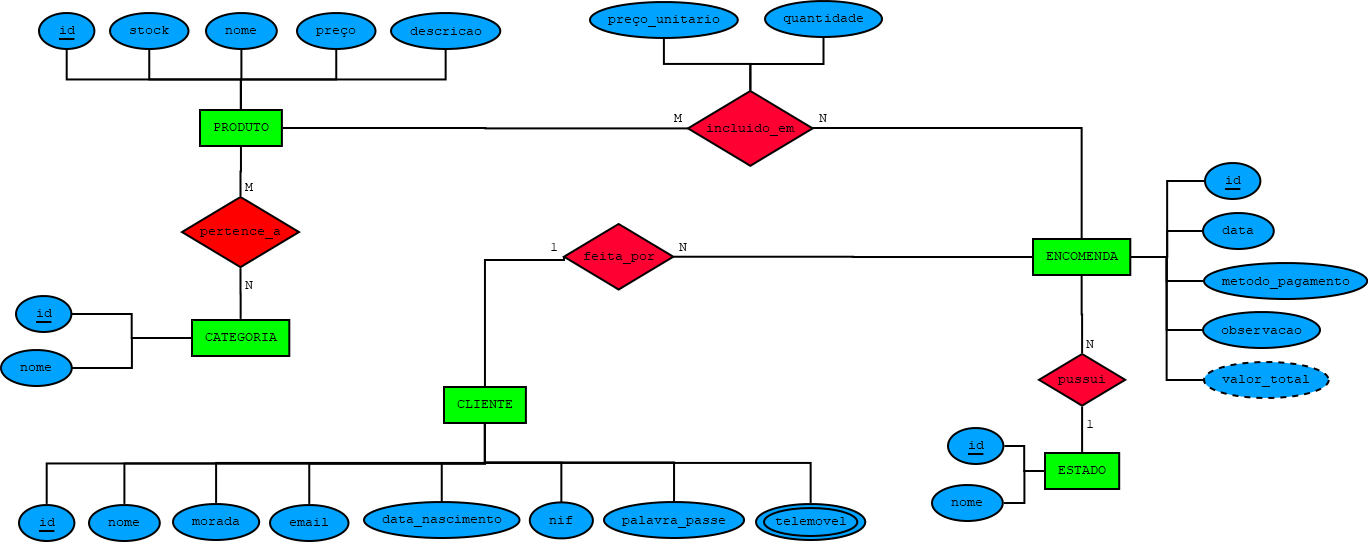 id
stock
nome
preço
descricao
preço_unitario
quantidade
PRODUTO
M
incluido_em
N
M
pertence_a
N
id
nome
CATEGORIA
1
feita_por
N
ENCOMENDA
id
data
metodo_pagamento
observacao
valor_total
N
pussui
1
ESTADO
id
nome
CLIENTE
id
nome
morada
email
data_nascimento
nif
palavra_passe
telemovel